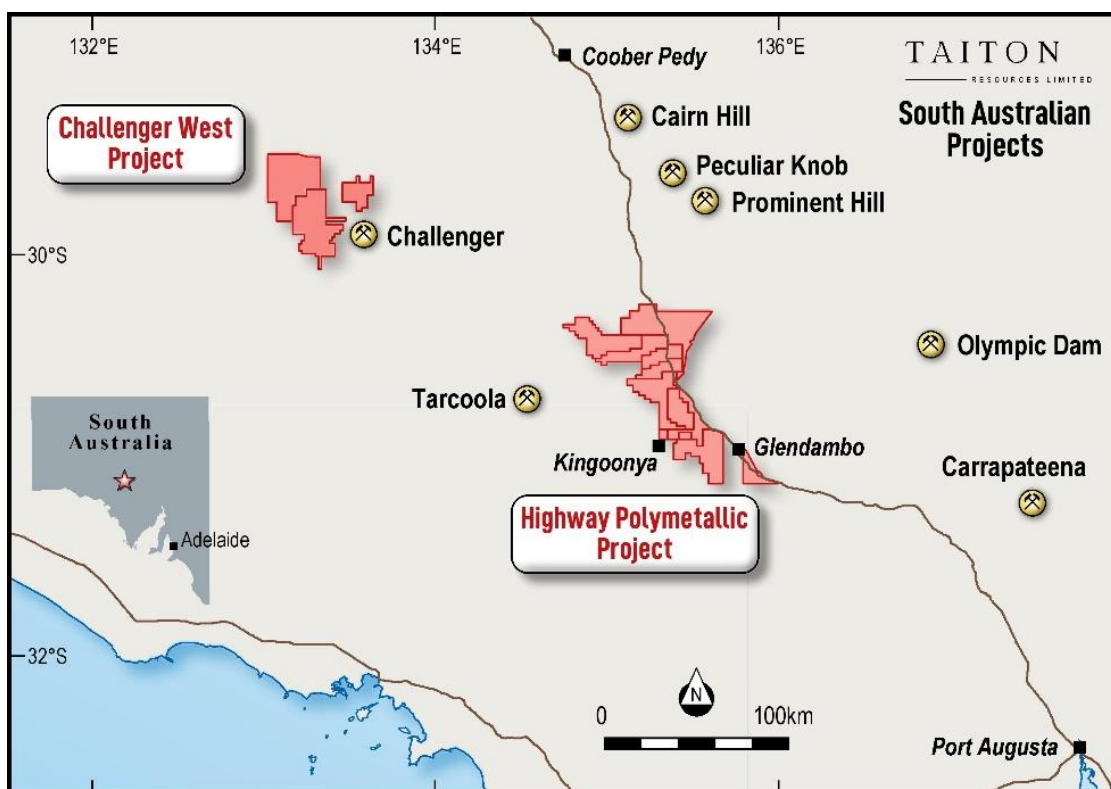 132°E
134°E
136°E
TAITON
RESOURCES LIMITED
South Australian
Projects
Coober Pedy
Cairn Hill
Challenger West
Project
Peculiar Knob
Prominent Hill
Challenger
30°S
Olympic Dam
Tarcoola
South
Australia
Kingoonya
Glendambo
Carrapateena
Highway Polymetallic
Project
Adelaide
32°S
N
0
100km
Port Augusta